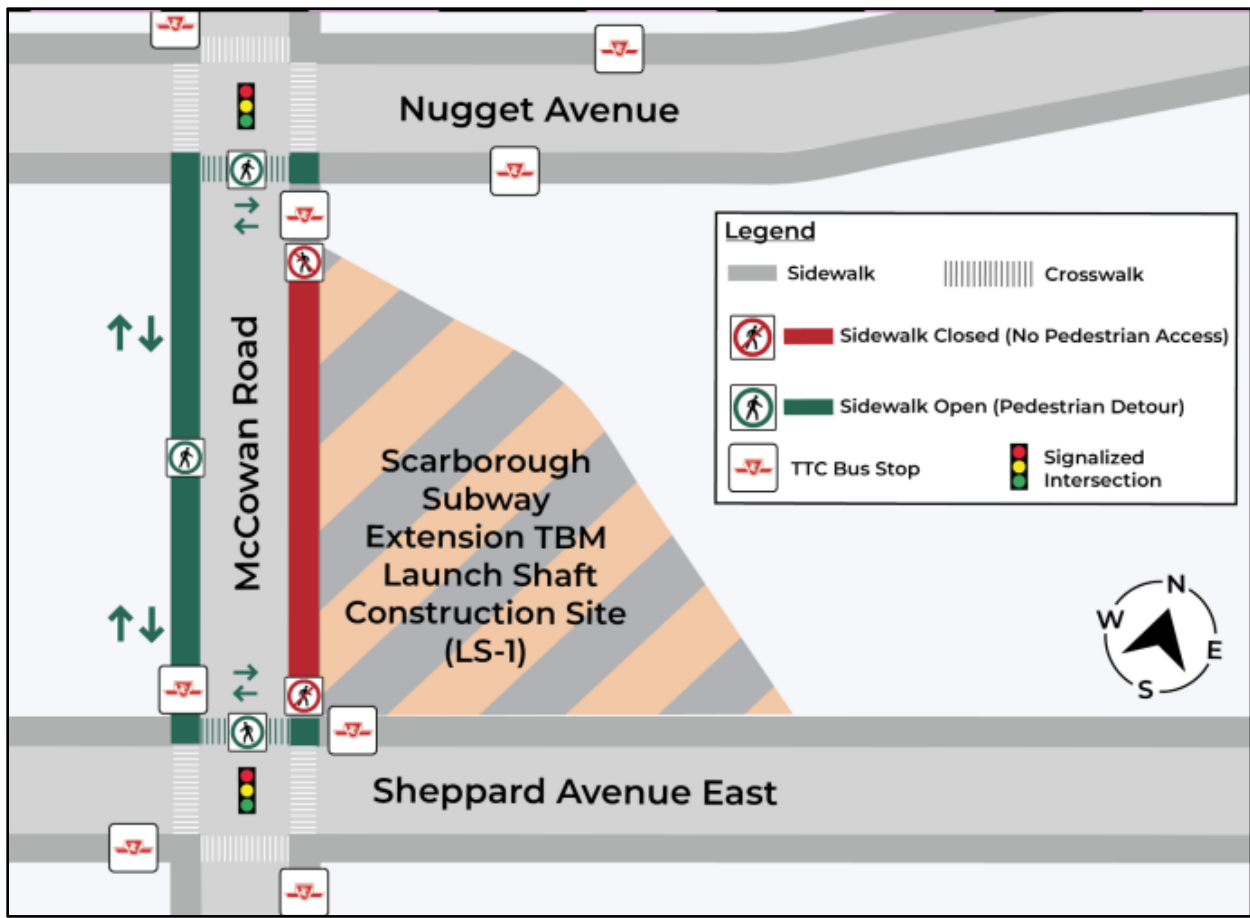 Nugget Avenue
Legend
Sidewalk
Crosswalk
Sidewalk Closed (No Pedestrian Access)
Sidewalk Open (Pedestrian Detour)
TTC Bus Stop
Signalized
Intersection
McCowan Road
Scarborough
Subway
Extension TBM
Launch Shaft
Construction Site
(LS-1)
N
W
E
S
Sheppard Avenue East